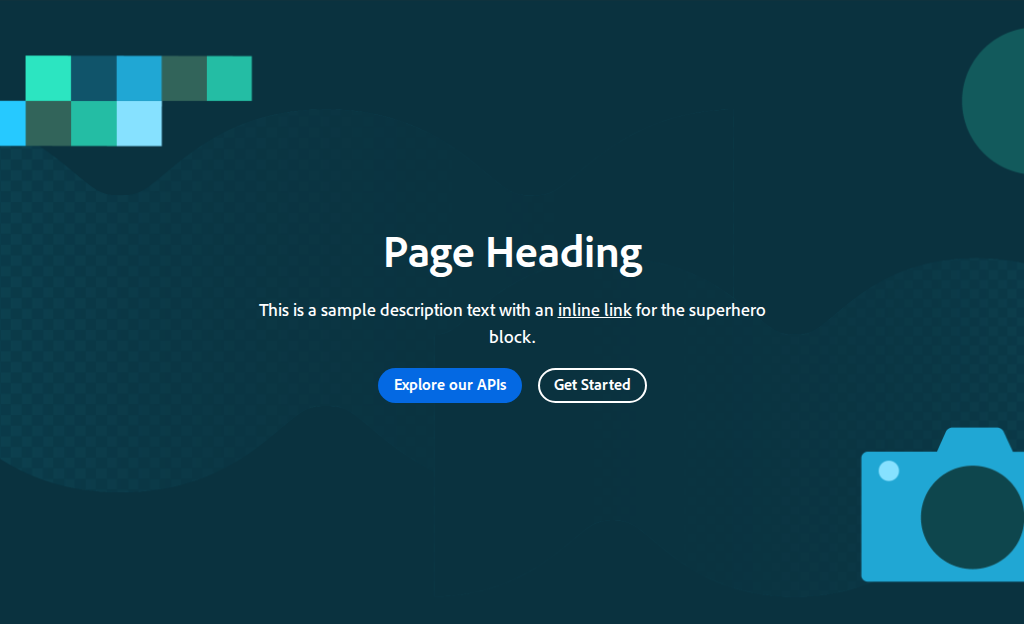 Page Heading
This is a sample description text with an inline link for the superhero
block.
Explore our APIs
Get Started